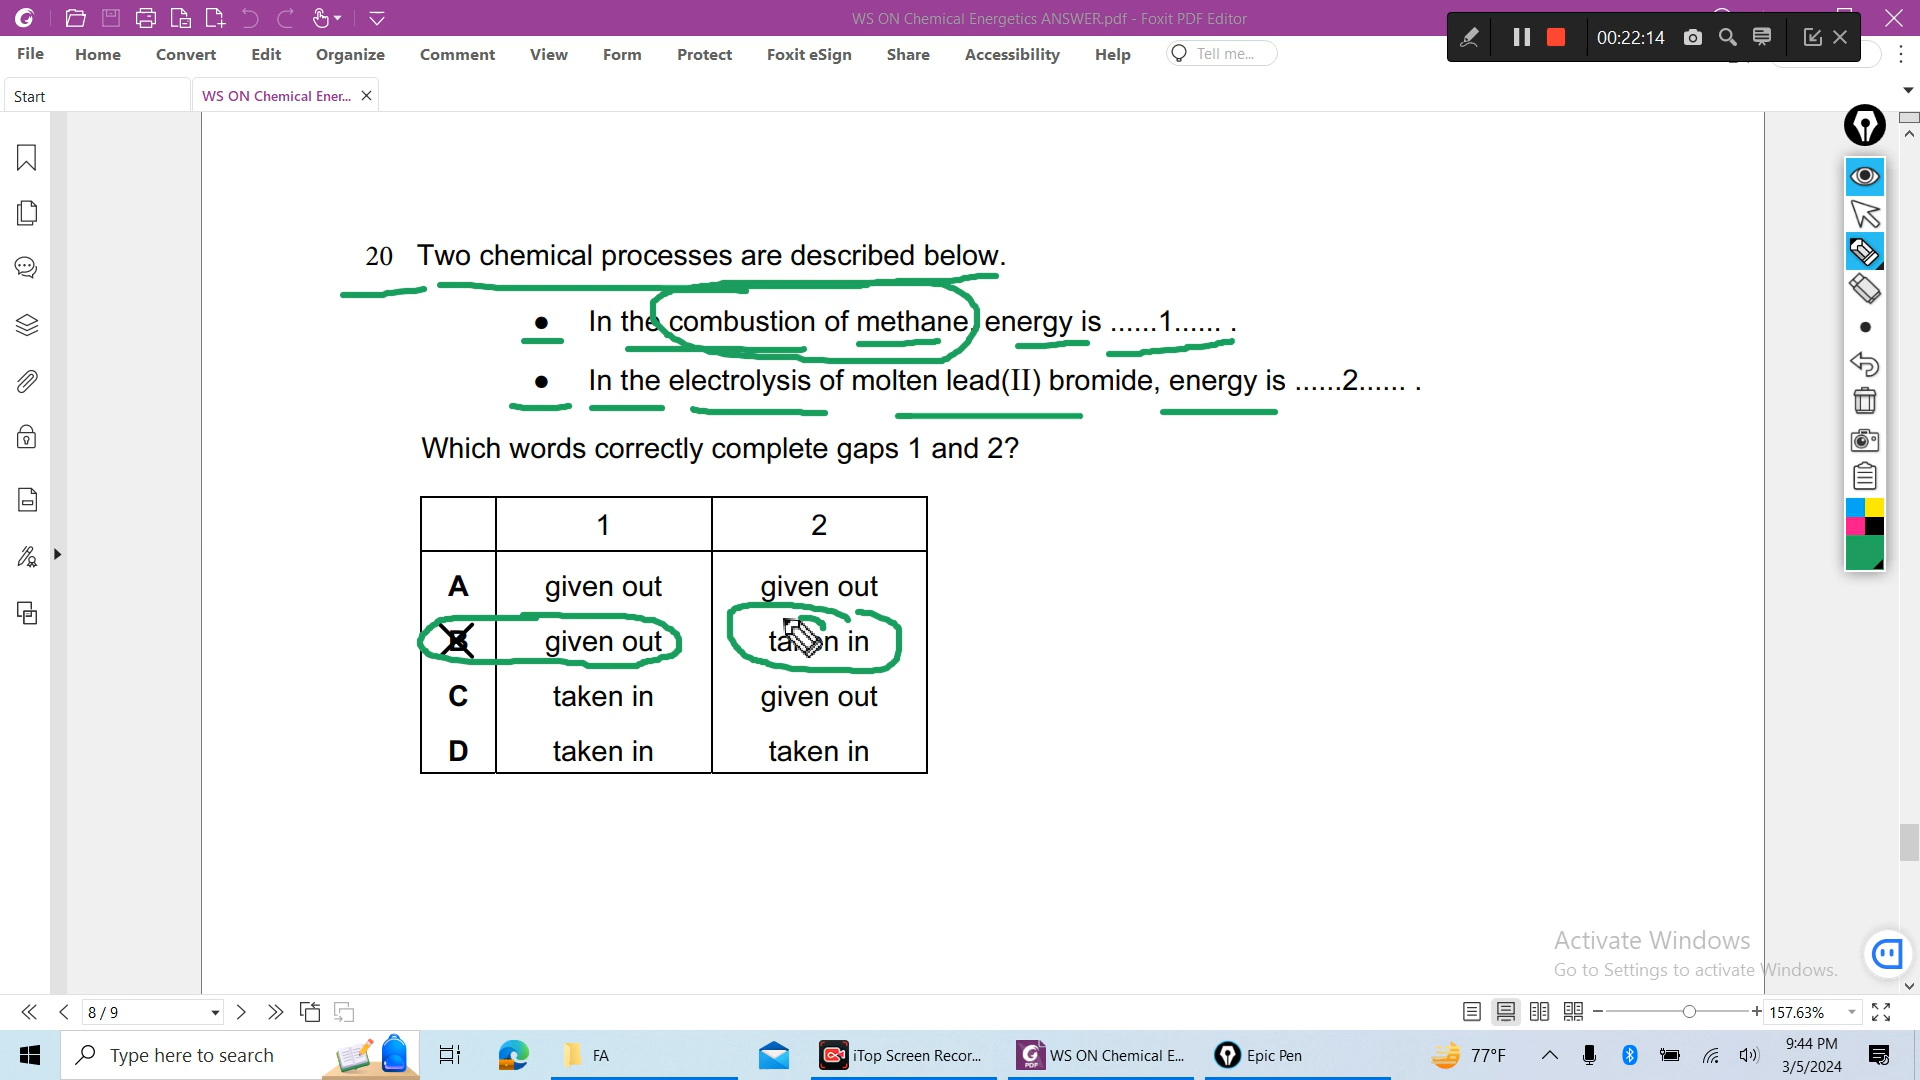 WS ON Chemical Energetics ANSWER.pdf - Foxit PDF Editor
File Home Convert Edit Organize Comment View Form Protect Foxit eSign Share Accessibility Help Tell me...
00:22:14
Start
WS ON Chemical Ener...
20 Two chemical processes are described below.
● In the combustion of methane, energy is ......1...... .
● In the electrolysis of molten lead(II) bromide, energy is ......2...... .
Which words correctly complete gaps 1 and 2?
1 2
A given out given out
B given out taken in
C taken in given out
D taken in taken in
Activate Windows
Go to Settings to activate Windows.
8 / 9
157.63%
Type here to search
FA
iTop Screen Recor...
PDF
WS ON Chemical E...
Epic Pen
77°F
9:44 PM
3/5/2024